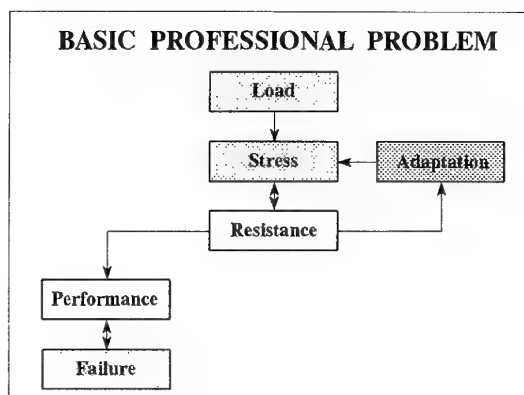 BASIC PROFESSIONAL PROBLEM
Load
Stress
Adaptation
Resistance
Performance
Failure